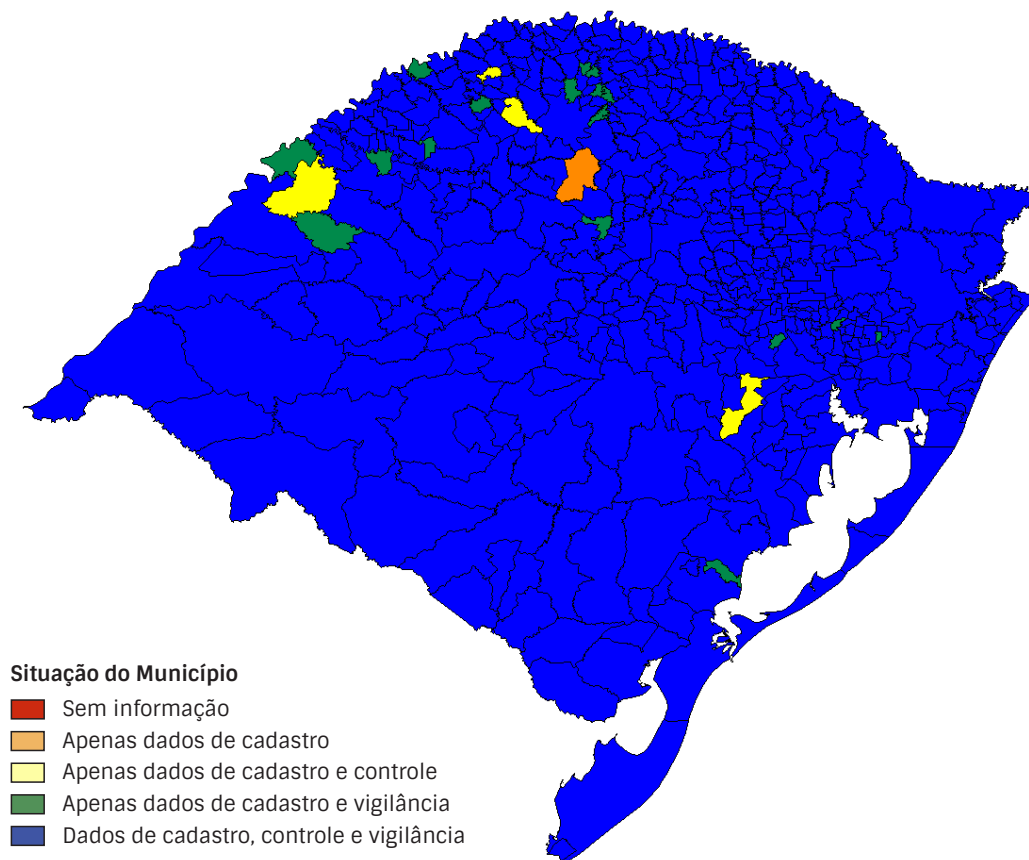 Situação do Município
Sem informação
Apenas dados de cadastro
Apenas dados de cadastro e controle
Apenas dados de cadastro e vigilância
Dados de cadastro, controle e vigilância